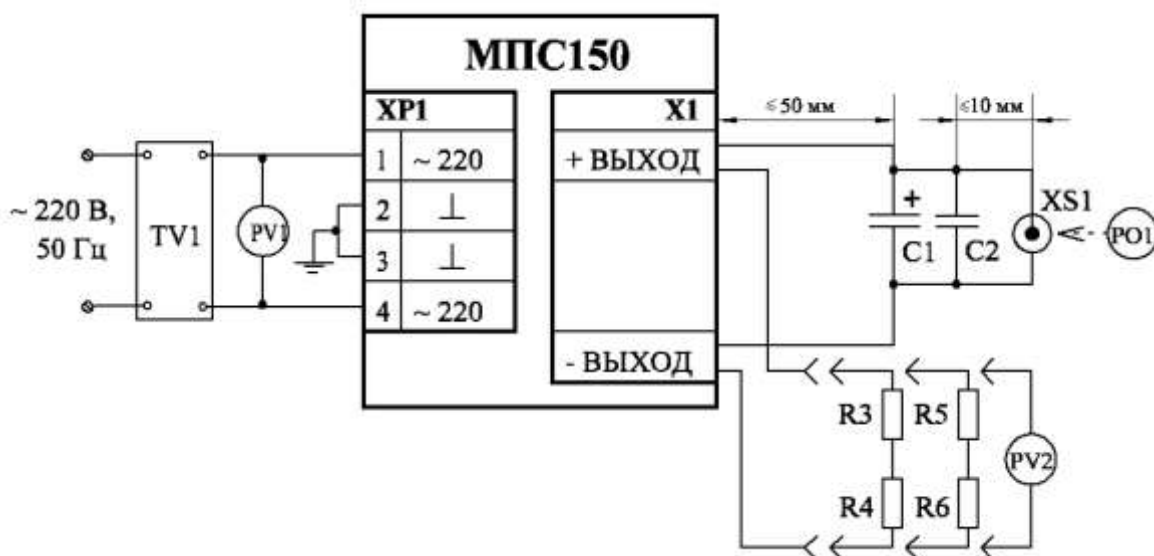 МПС150
XP1
X1
≤ 50 мм
≤10 мм
1 ~ 220
+ ВЫХОД
2 ⊥
3 ⊥
4 ~ 220
~ 220 В,
50 Гц
TV1
PV1
+
C1
C2
XS1
PO1
- ВЫХОД
R3
R5
R4
R6
PV2